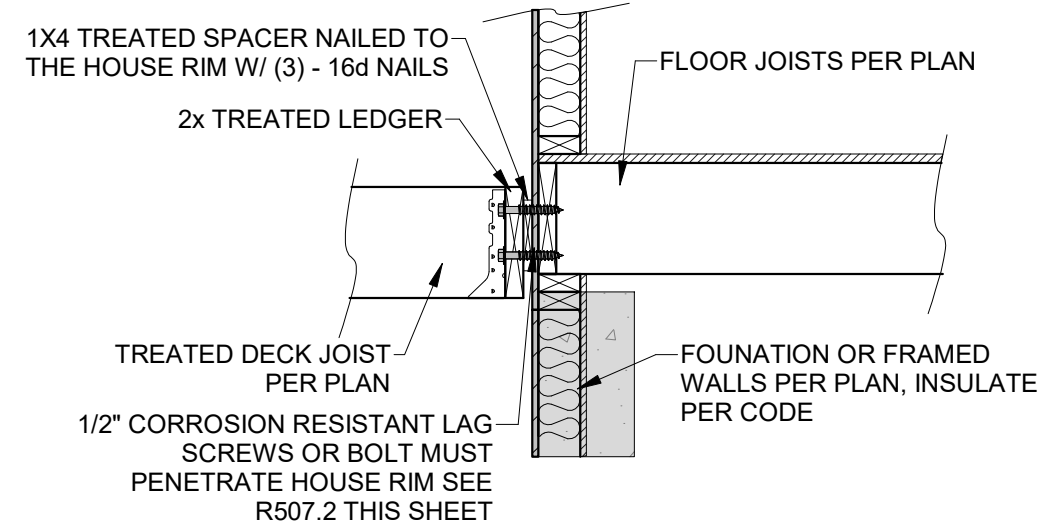 1X4 TREATED SPACER NAILED TO
THE HOUSE RIM W/ (3) - 16d NAILS
2x TREATED LEDGER
FLOOR JOISTS PER PLAN
TREATED DECK JOIST
PER PLAN
1/2" CORROSION RESISTANT LAG
SCREWS OR BOLT MUST
PENETRATE HOUSE RIM SEE
R507.2 THIS SHEET
FOUNATION OR FRAMED
WALLS PER PLAN, INSULATE
PER CODE